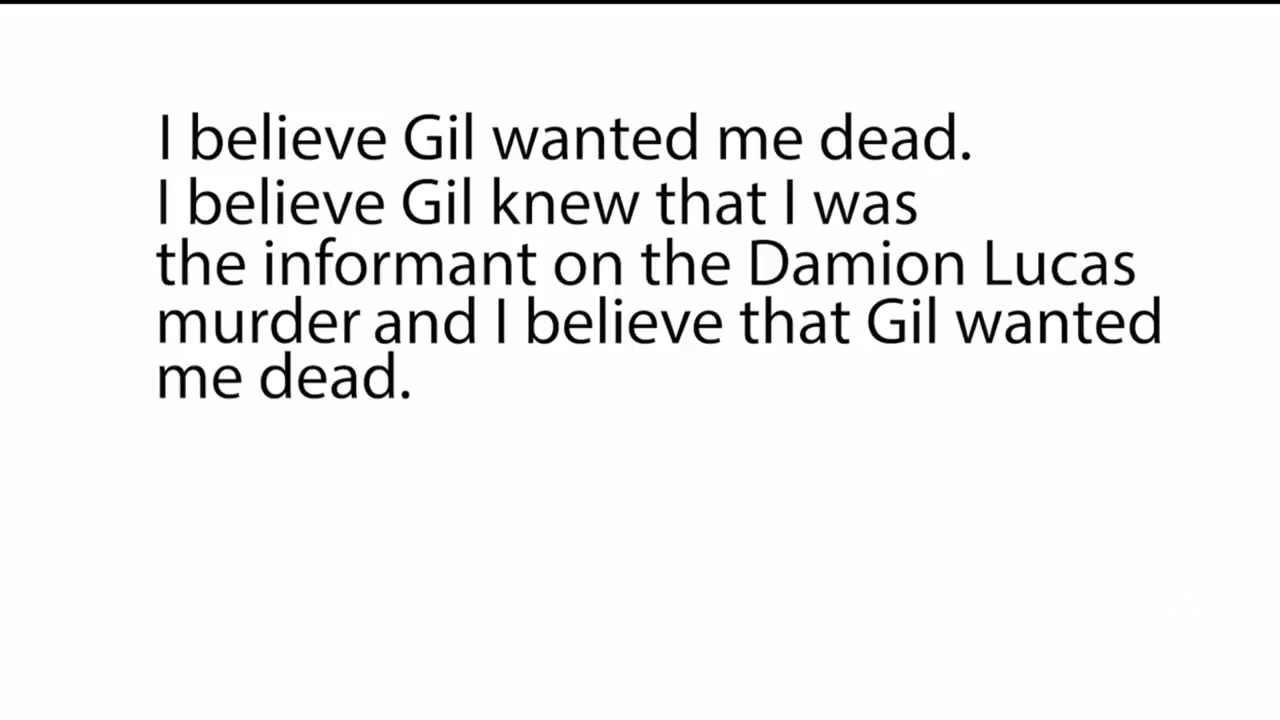 I believe Gil wanted me dead.
I believe Gil knew that I was
the informant on the Damion Lucas
murder and I believe that Gil wanted
me dead.